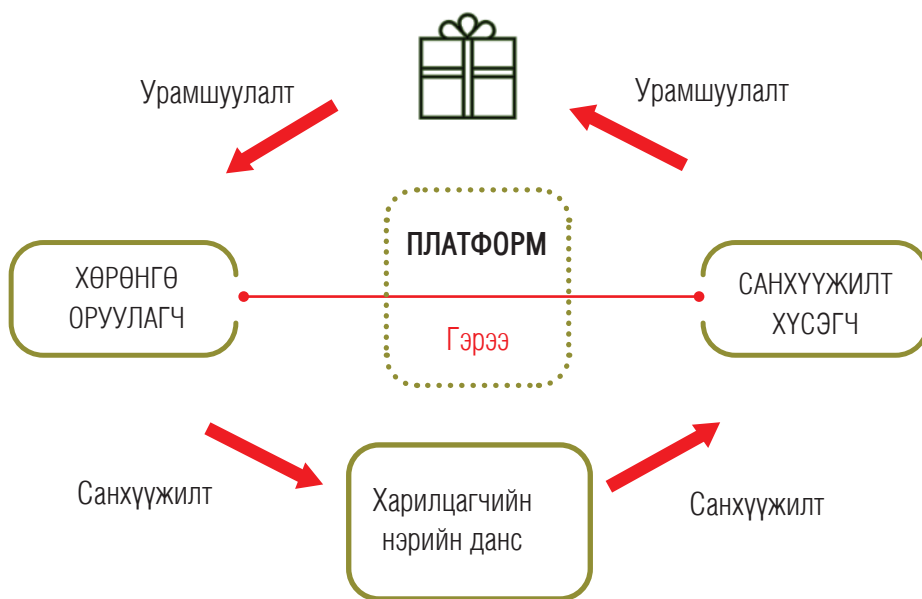 Урамшуулалт
Урамшуулалт
ПЛАТФОРМ
ХӨРӨНГӨ
ОРУУЛАГЧ
САНХҮҮЖИЛТ
ХҮСЭГЧ
Гэрээ
Санхүүжилт
Харилцагчийн
нэрийн данс
Санхүүжилт